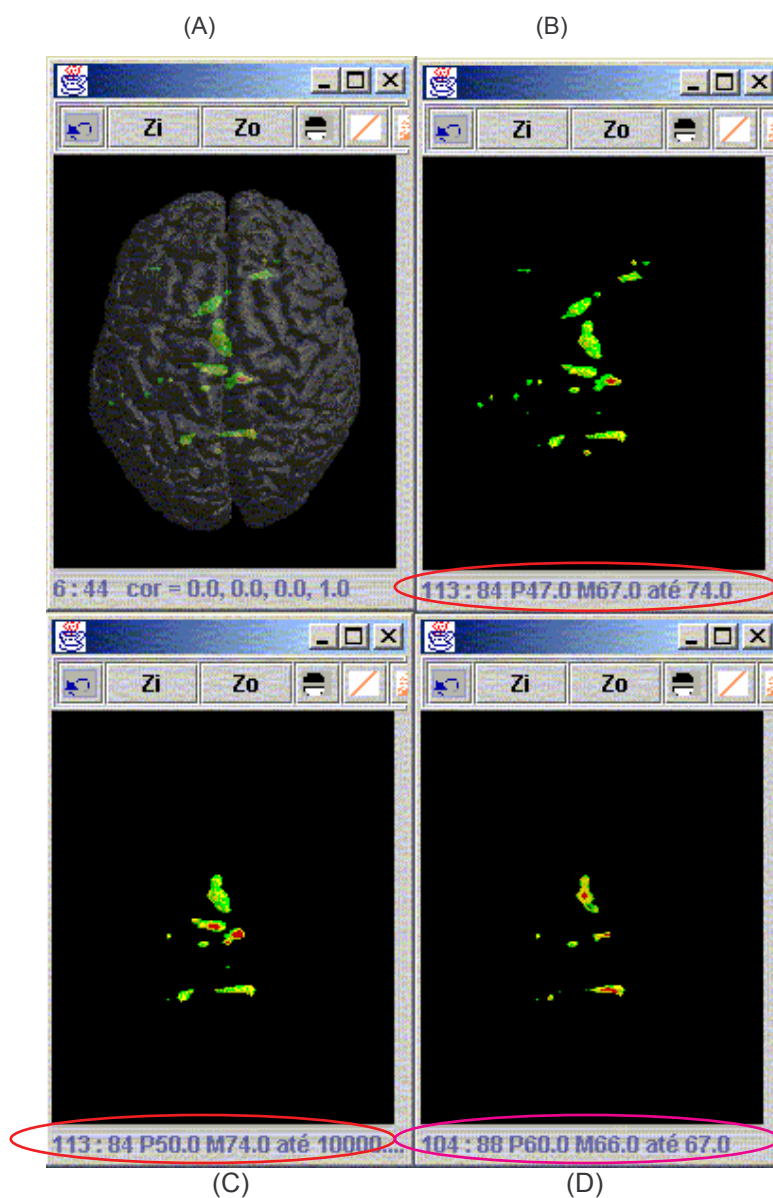 (A) (B)
Zi Zo
Zi Zo
6 : 44 cor = 0.0, 0.0, 0.0, 1.0
113 : 84 P47.0 M67.0 até 74.0
Zi Zo
Zi Zo
113 : 84 P50.0 M74.0 até 10000....
104 : 88 P60.0 M66.0 até 67.0
(C) (D)